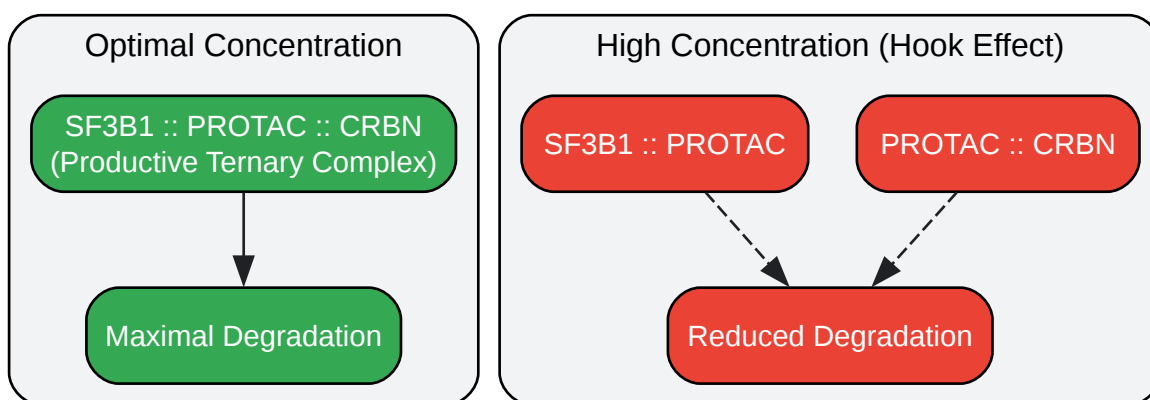 Optimal Concentration
SF3B1 :: PROTAC :: CRBN
(Productive Ternary Complex)
Maximal Degradation
High Concentration (Hook Effect)
SF3B1 :: PROTAC
PROTAC :: CRBN
Reduced Degradation